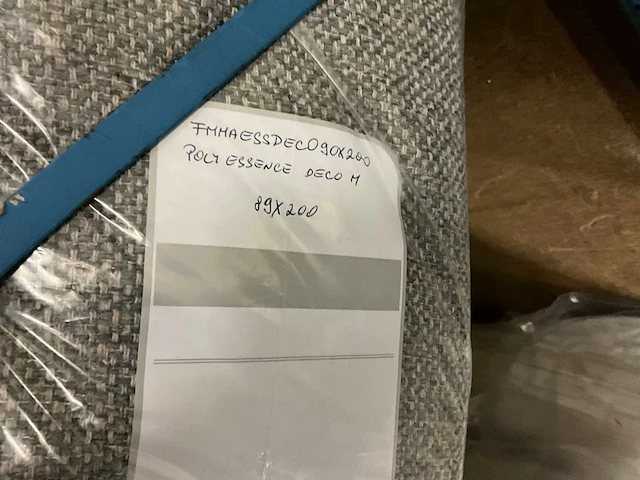 FMMAESSDECO90X200
POLY ESSENCE DECO M
89X200